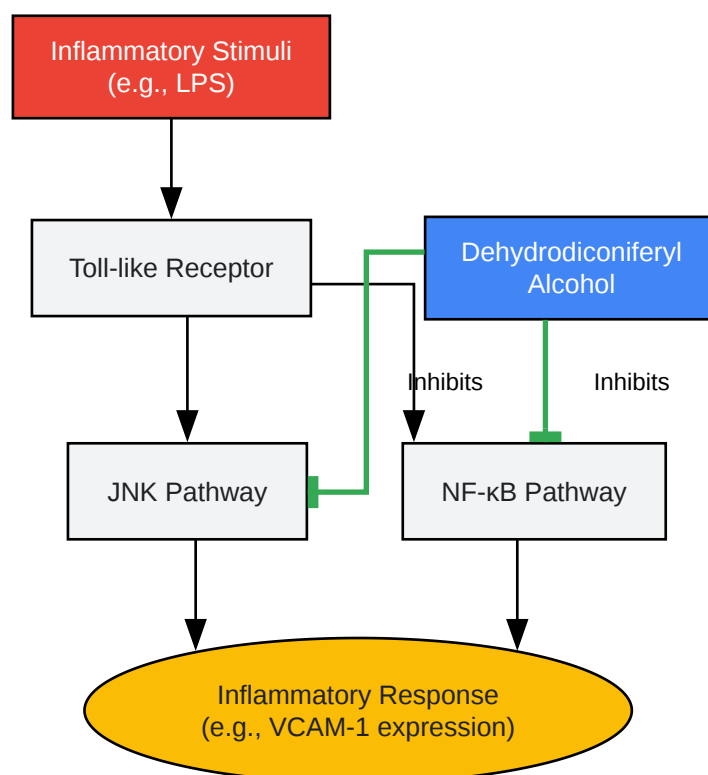 Inflammatory Stimuli
(e.g., LPS)
Toll-like Receptor
Dehydrodiconiferyl
Alcohol
Inhibits
Inhibits
JNK Pathway
NF-κB Pathway
Inflammatory Response
(e.g., VCAM-1 expression)